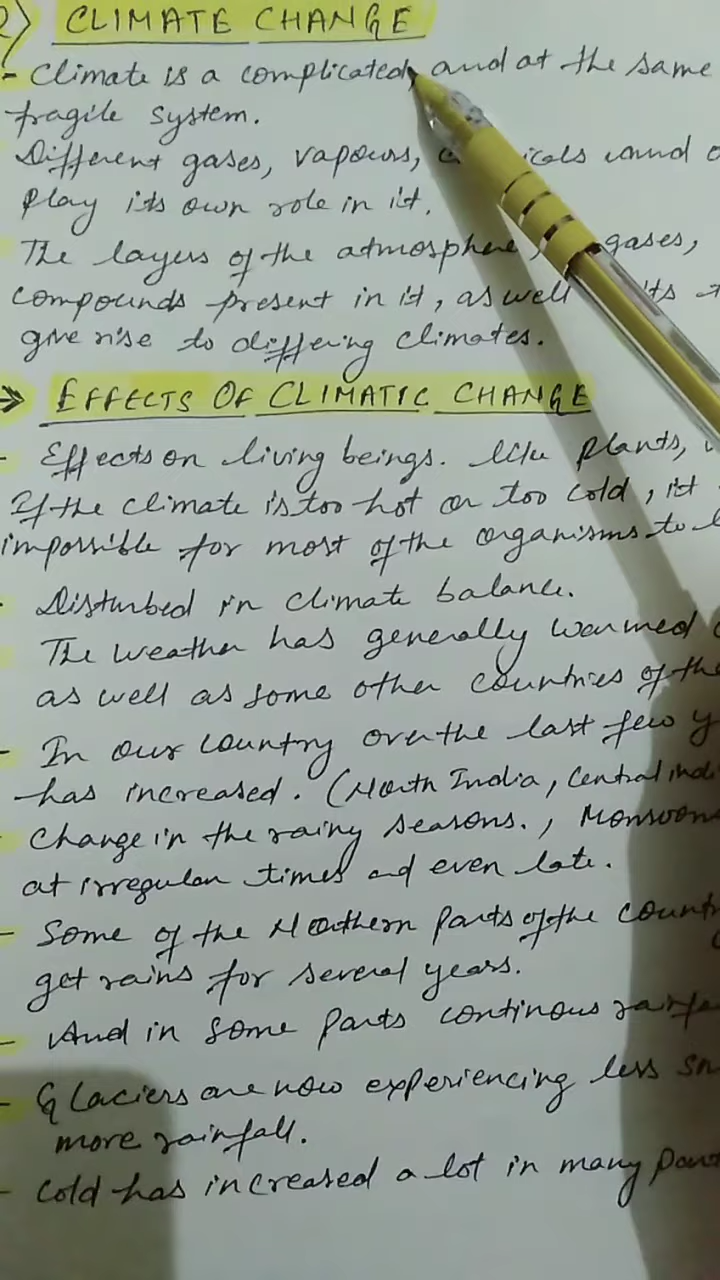 2) CLIMATE CHANGE
- Climate is a complicated, and at the same
fragile system.
Different gases, vapours, and
play its own role in it.
The layers of the atmosphere, gases,
compounds present in it, as well its
give rise to differing climates.
→ EFFECTS OF CLIMATIC CHANGE
- Effects on living beings. like plants,
If the climate is too hot or too cold, it
impossible for most of the organisms to
- Disturbed in climate balance.
The weather has generally warmed
as well as some other countries of the
- In our country over the last few
has increased. (North India, Central
- Change in the rainy seasons., Monsoon
at irregular times and even late.
- Some of the Northern parts of the
get rains for several years.
- And in some parts continous
- Glaciers are now experiencing less
more rainfall.
- Cold has increased a lot in many